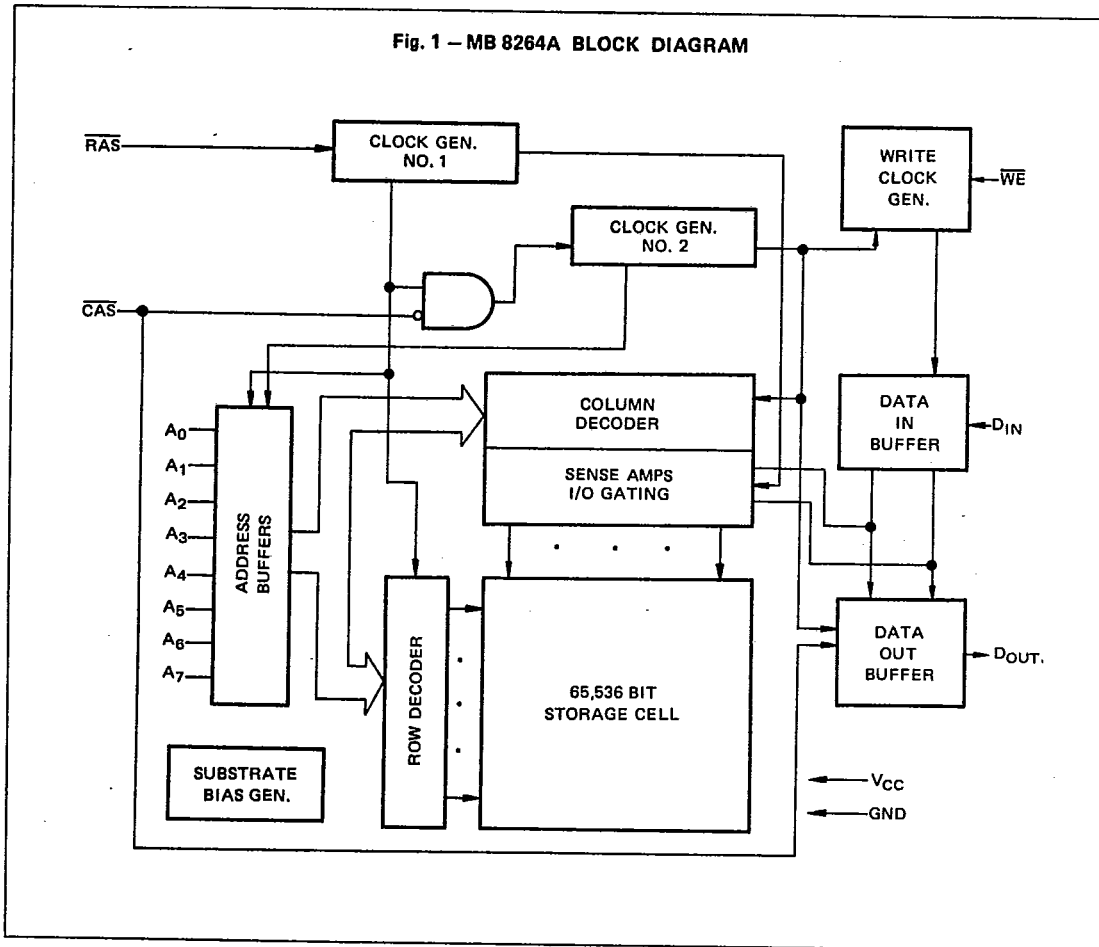 Fig. 1 – MB 8264A BLOCK DIAGRAM
RAS
CLOCK GEN.
NO. 1
WRITE
CLOCK
GEN.
WE
CLOCK GEN.
NO. 2
CAS
COLUMN
DECODER
DATA
IN
BUFFER
DIN
A0
A1
A2
A3
A4
A5
A6
A7
ADDRESS
BUFFERS
SENSE AMPS
I/O GATING
ROW DECODER
65,536 BIT
STORAGE CELL
DATA
OUT
BUFFER
DOUT.
SUBSTRATE
BIAS GEN.
VCC
GND